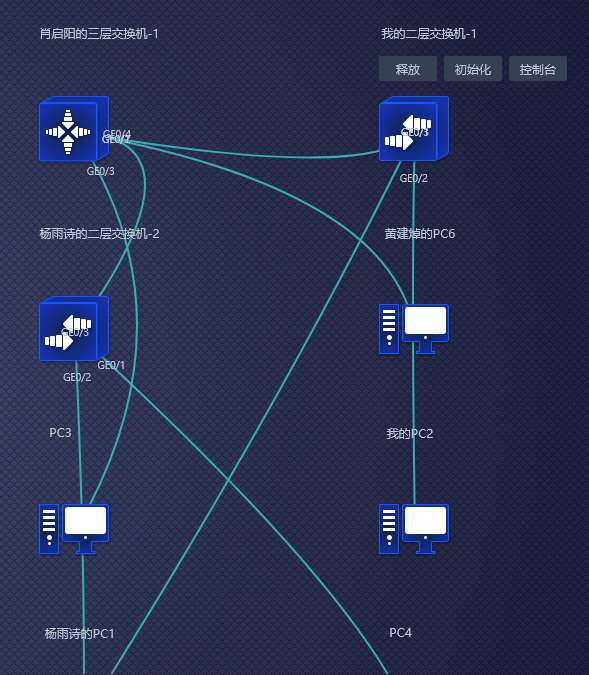 肖启阳的三层交换机-1
我的二层交换机-1
释放
初始化
控制台
GE0/4
GE0/3
GE0/3
GE0/2
杨雨诗的二层交换机-2
黄建焯的PC6
GE0/3
GE0/1
GE0/2
PC3
我的PC2
杨雨诗的PC1
PC4